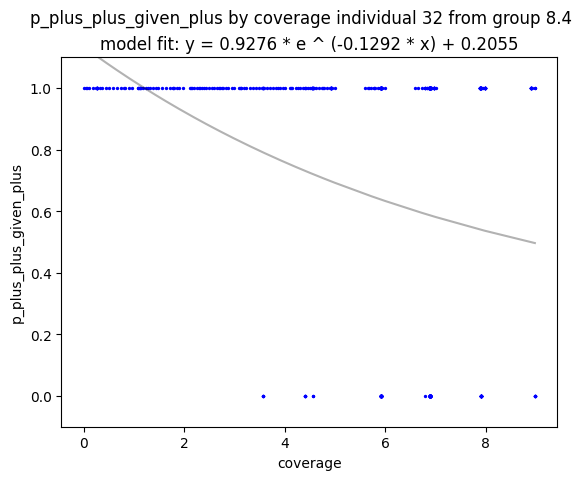 p_plus_plus_given_plus by coverage individual 32 from group 8.4
model fit: y = 0.9276 * e ^ (-0.1292 * x) + 0.2055
1.0
0.8
0.6
0.4
0.2
0.0
p_plus_plus_given_plus
0 2 4 6 8
coverage